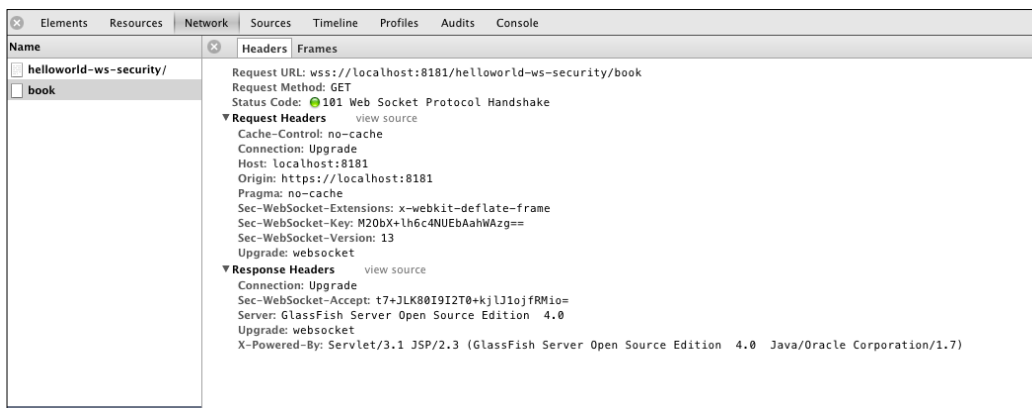 Elements Resources Network Sources Timeline Profiles Audits Console
Name
Headers Frames
helloworld-ws-security/
book
Request URL: wss://localhost:8181/helloworld-ws-security/book
Request Method: GET
Status Code: 101 Web Socket Protocol Handshake
Request Headers view source
Cache-Control: no-cache
Connection: Upgrade
Host: localhost:8181
Origin: https://localhost:8181
Pragma: no-cache
Sec-WebSocket-Extensions: x-webkit-deflate-frame
Sec-WebSocket-Key: M2ObX+lh6c4NUEbAahWAzg==
Sec-WebSocket-Version: 13
Upgrade: websocket
Response Headers view source
Connection: Upgrade
Sec-WebSocket-Accept: t7+JLK80I9I2T0+kjlJ1ojfRMio=
Server: GlassFish Server Open Source Edition 4.0
Upgrade: websocket
X-Powered-By: Servlet/3.1 JSP/2.3 (GlassFish Server Open Source Edition 4.0 Java/Oracle Corporation/1.7)